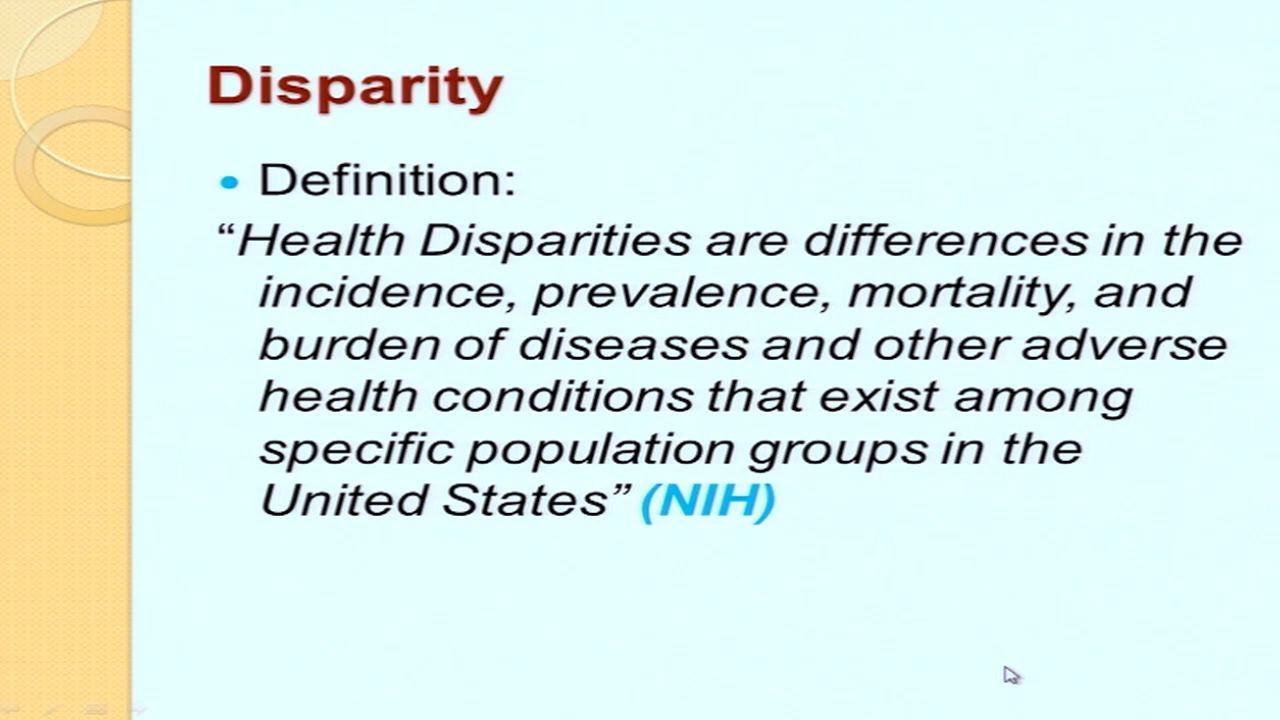 Disparity
• Definition:
“Health Disparities are differences in the
incidence, prevalence, mortality, and
burden of diseases and other adverse
health conditions that exist among
specific population groups in the
United States” (NIH)